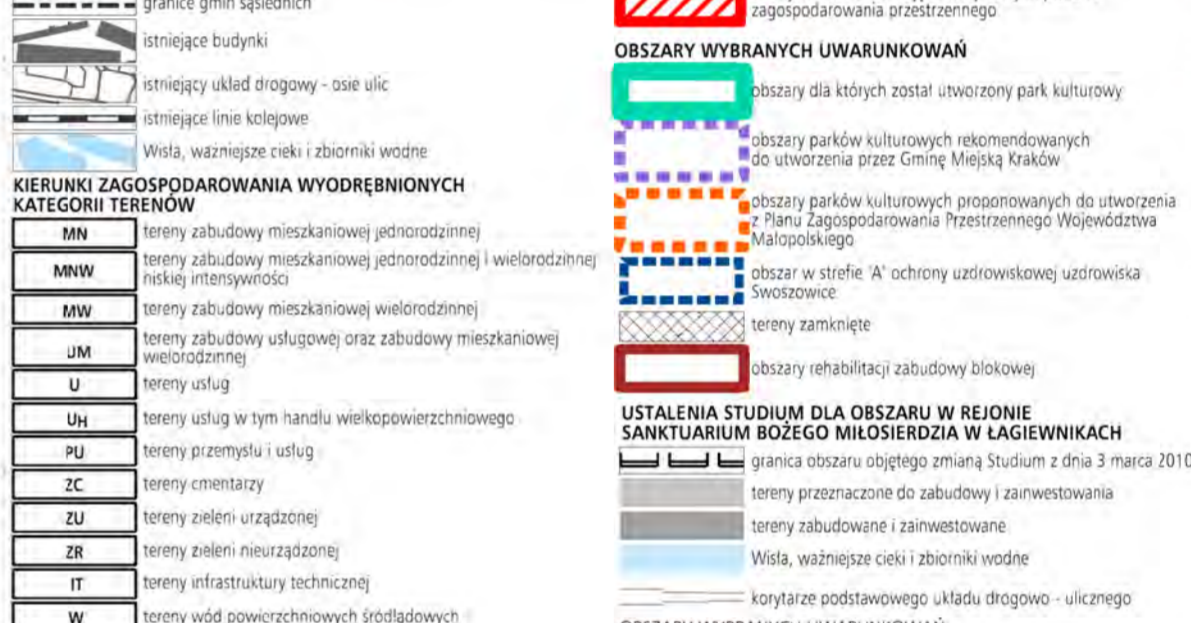 granice gmin sąsiednich
istniejące budynki
istniejący układ drogowy - osie ulic
istniejące linie kolejowe
Wisła, ważniejsze cieki i zbiorniki wodne
KIERUNKI ZAGOSPODAROWANIA WYODRĘBNIONYCH
KATEGORII TERENÓW
MN tereny zabudowy mieszkaniowej jednorodzinnej
MNW tereny zabudowy mieszkaniowej jednorodzinnej i wielorodzinnej
niskiej intensywności
MW tereny zabudowy mieszkaniowej wielorodzinnej
UM tereny zabudowy usługowej oraz zabudowy mieszkaniowej
wielorodzinnej
U tereny usług
UH tereny usług w tym handlu wielkopowierzchniowego
PU tereny przemysłu i usług
ZC tereny cmentarzy
ZU tereny zieleni urządzonej
ZR tereny zieleni nieurządzonej
IT tereny infrastruktury technicznej
W tereny wód powierzchniowych śródlądowych
zagospodarowania przestrzennego
OBSZARY WYBRANYCH UWARUNKOWAŃ
obszary dla których został utworzony park kulturowy
obszary parków kulturowych rekomendowanych
do utworzenia przez Gminę Miejską Kraków
obszary parków kulturowych proponowanych do utworzenia
z Planu Zagospodarowania Przestrzennego Województwa
Małopolskiego
obszar w strefie 'A' ochrony uzdrowiskowej uzdrowiska
Swoszowice
tereny zamknięte
obszary rehabilitacji zabudowy blokowej
USTALENIA STUDIUM DLA OBSZARU W REJONIE
SANKTUARIUM BOŻEGO MIŁOSIERDZIA W ŁAGIEWNIKACH
granica obszaru objętego zmianą Studium z dnia 3 marca 2010
tereny przeznaczone do zabudowy i zainwestowania
tereny zabudowane i zainwestowane
Wisła, ważniejsze cieki i zbiorniki wodne
korytarze podstawowego układu drogowo - ulicznego
OBSZARY WYBRANYCH UWARUNKOWAŃ